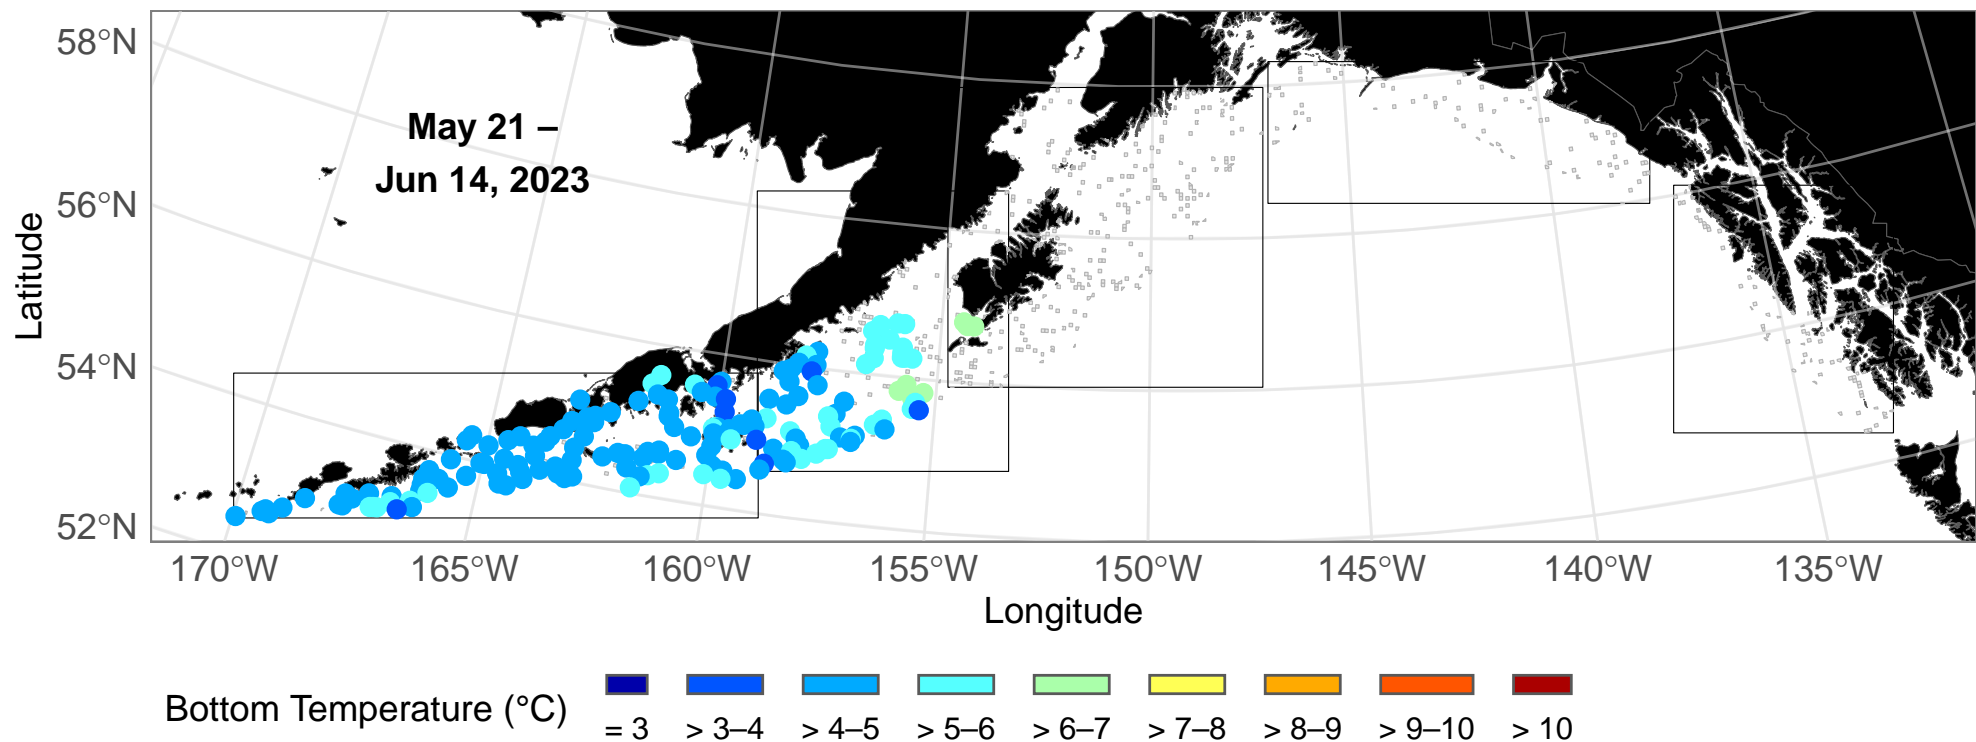 58°N
56°N
54°N
52°N
Latitude
May 21 –
Jun 14, 2023
170°W 165°W 160°W 155°W 150°W 145°W 140°W 135°W
Longitude
Bottom Temperature (°C)
= 3 > 3–4 > 4–5 > 5–6 > 6–7 > 7–8 > 8–9 > 9–10 > 10